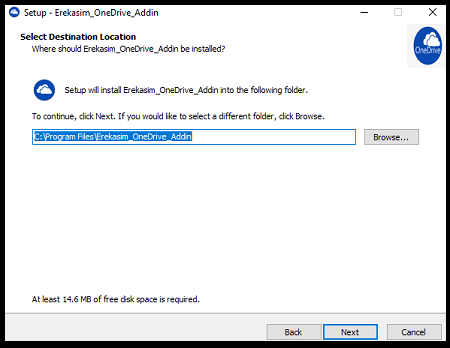 Setup - Erekasim_OneDrive_Addin
Select Destination Location
Where should Erekasim_OneDrive_Addin be installed?
OneDrive
Setup will install Erekasim_OneDrive_Addin into the following folder.
To continue, click Next. If you would like to select a different folder, click Browse.
C:\Program Files\Erekasim_OneDrive_Addin
Browse...
At least 14.6 MB of free disk space is required.
Back
Next
Cancel